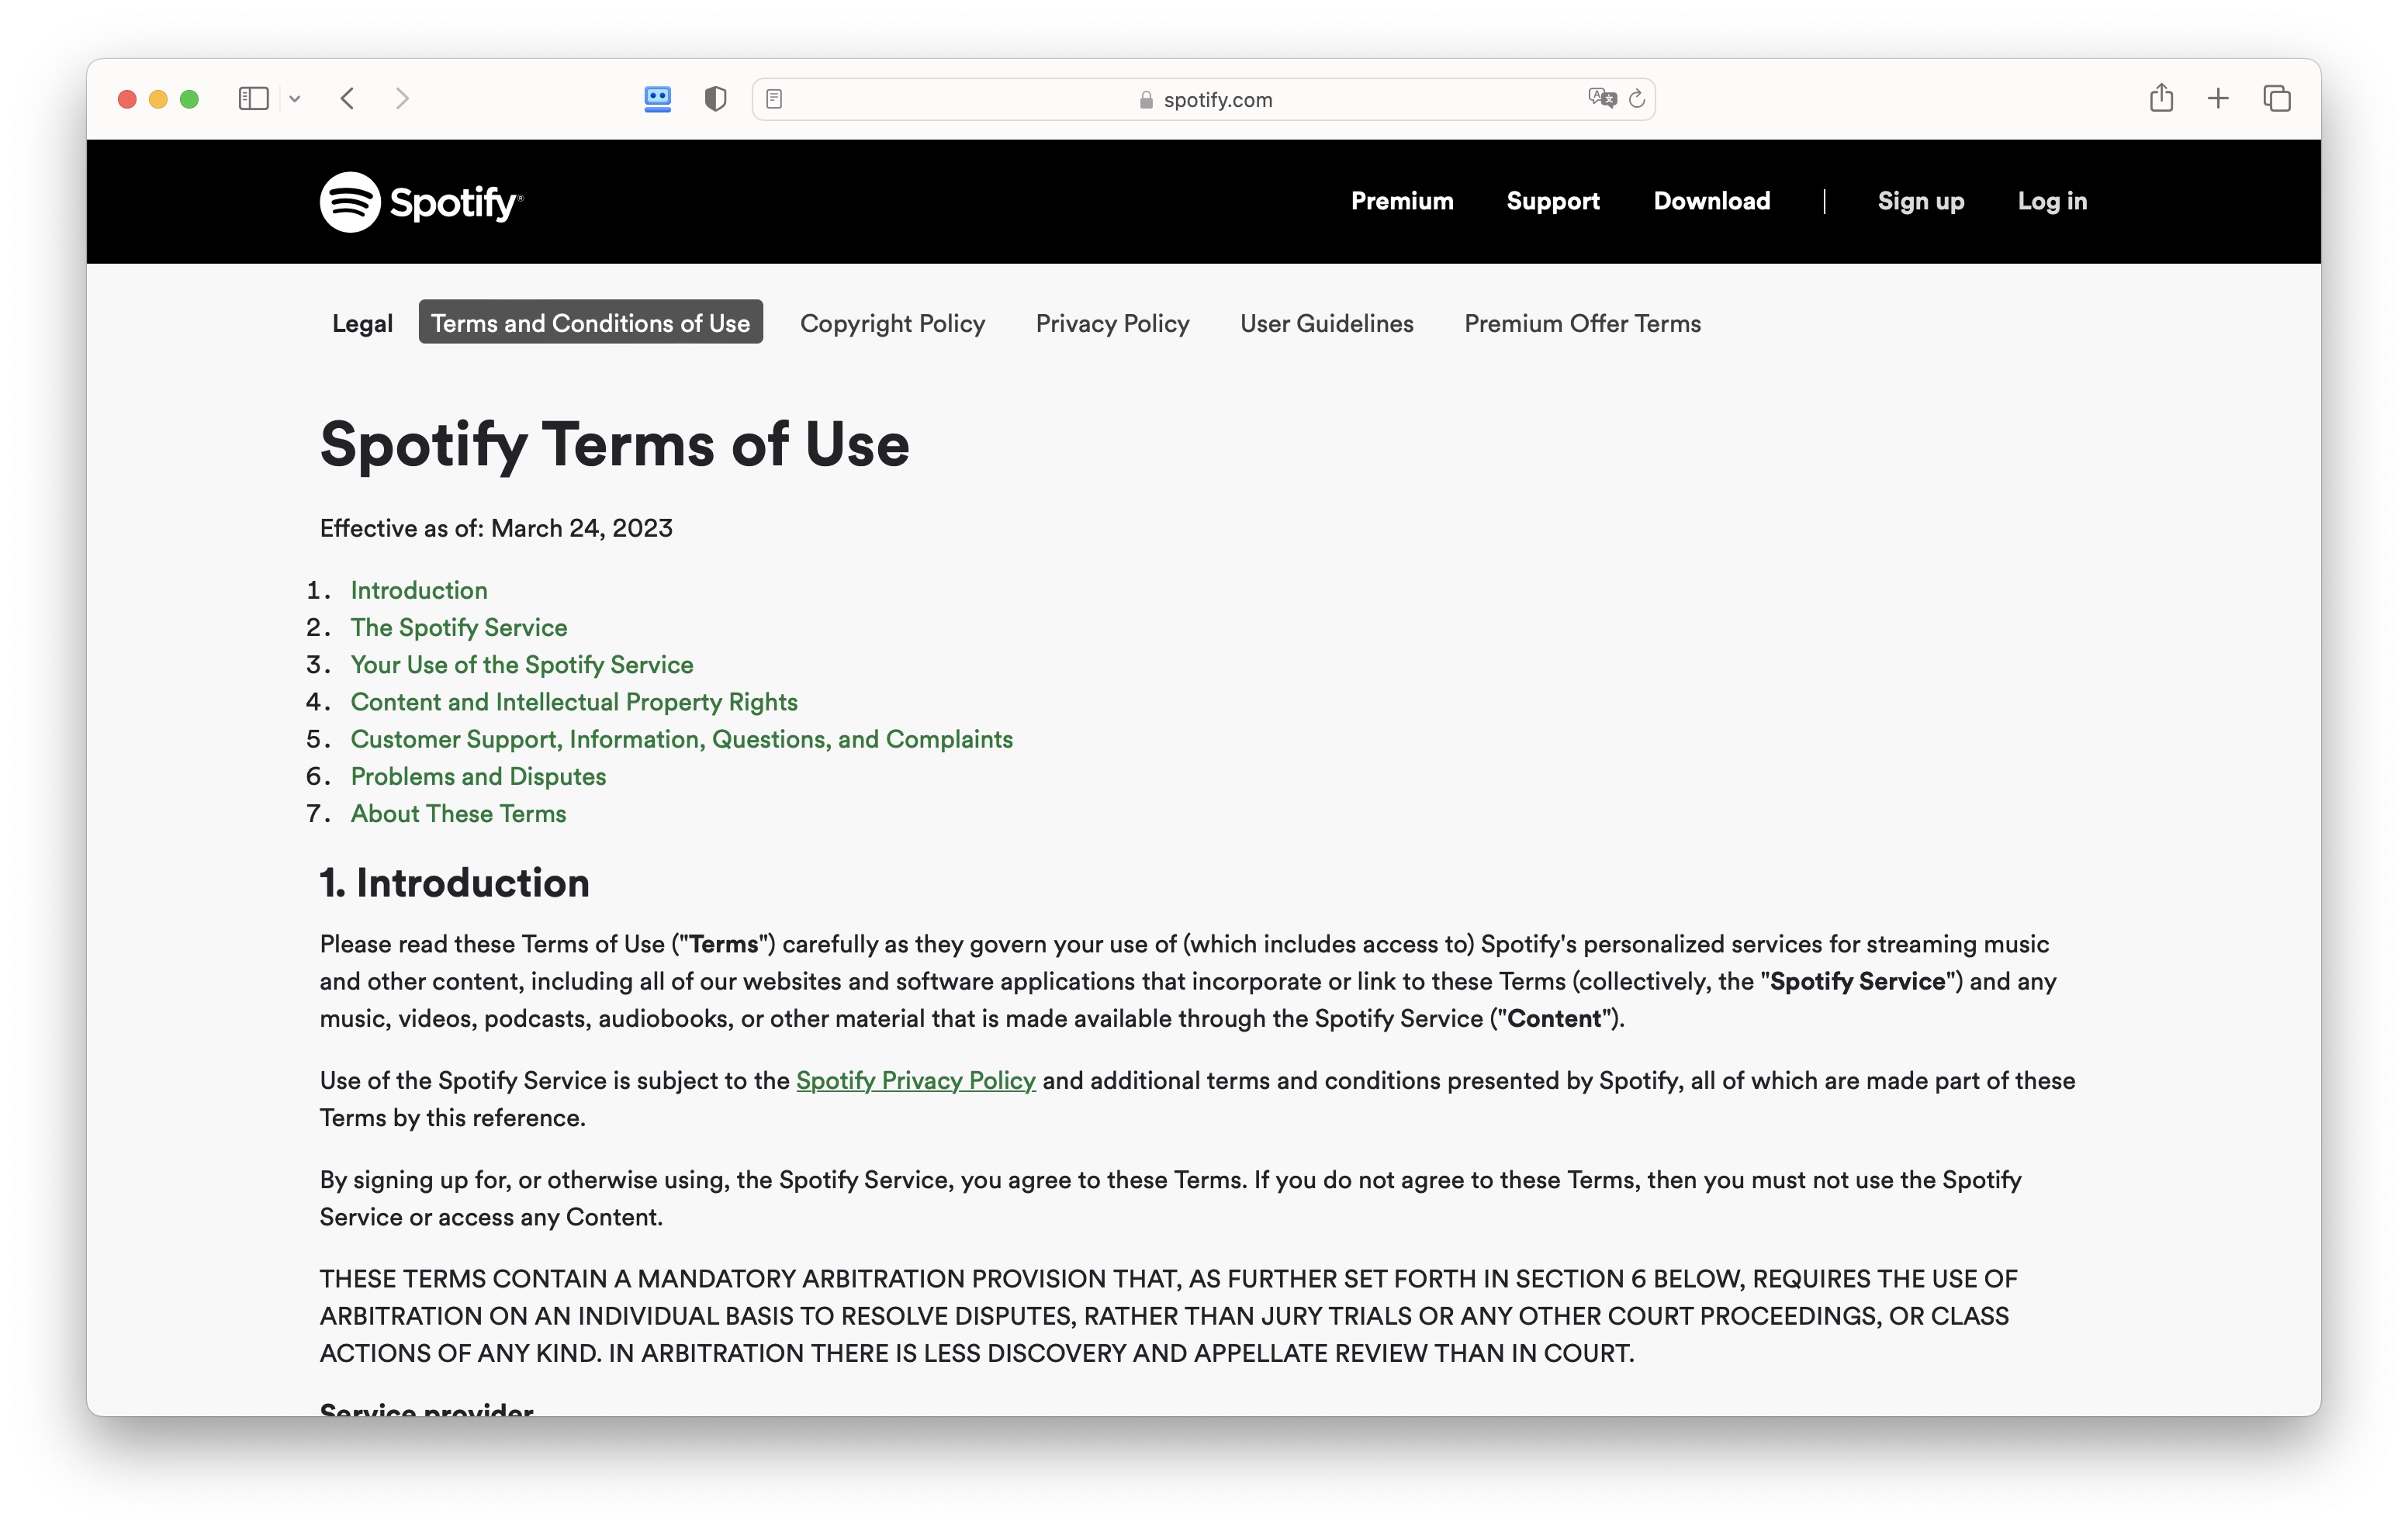 spotify.com
Spotify®
Premium Support Download | Sign up Log in
Legal Terms and Conditions of Use Copyright Policy Privacy Policy User Guidelines Premium Offer Terms
Spotify Terms of Use
Effective as of: March 24, 2023
1. Introduction
2. The Spotify Service
3. Your Use of the Spotify Service
4. Content and Intellectual Property Rights
5. Customer Support, Information, Questions, and Complaints
6. Problems and Disputes
7. About These Terms
1. Introduction
Please read these Terms of Use ("Terms") carefully as they govern your use of (which includes access to) Spotify's personalized services for streaming music
and other content, including all of our websites and software applications that incorporate or link to these Terms (collectively, the "Spotify Service") and any
music, videos, podcasts, audiobooks, or other material that is made available through the Spotify Service ("Content").
Use of the Spotify Service is subject to the Spotify Privacy Policy and additional terms and conditions presented by Spotify, all of which are made part of these
Terms by this reference.
By signing up for, or otherwise using, the Spotify Service, you agree to these Terms. If you do not agree to these Terms, then you must not use the Spotify
Service or access any Content.
THESE TERMS CONTAIN A MANDATORY ARBITRATION PROVISION THAT, AS FURTHER SET FORTH IN SECTION 6 BELOW, REQUIRES THE USE OF
ARBITRATION ON AN INDIVIDUAL BASIS TO RESOLVE DISPUTES, RATHER THAN JURY TRIALS OR ANY OTHER COURT PROCEEDINGS, OR CLASS
ACTIONS OF ANY KIND. IN ARBITRATION THERE IS LESS DISCOVERY AND APPELLATE REVIEW THAN IN COURT.
Service provider